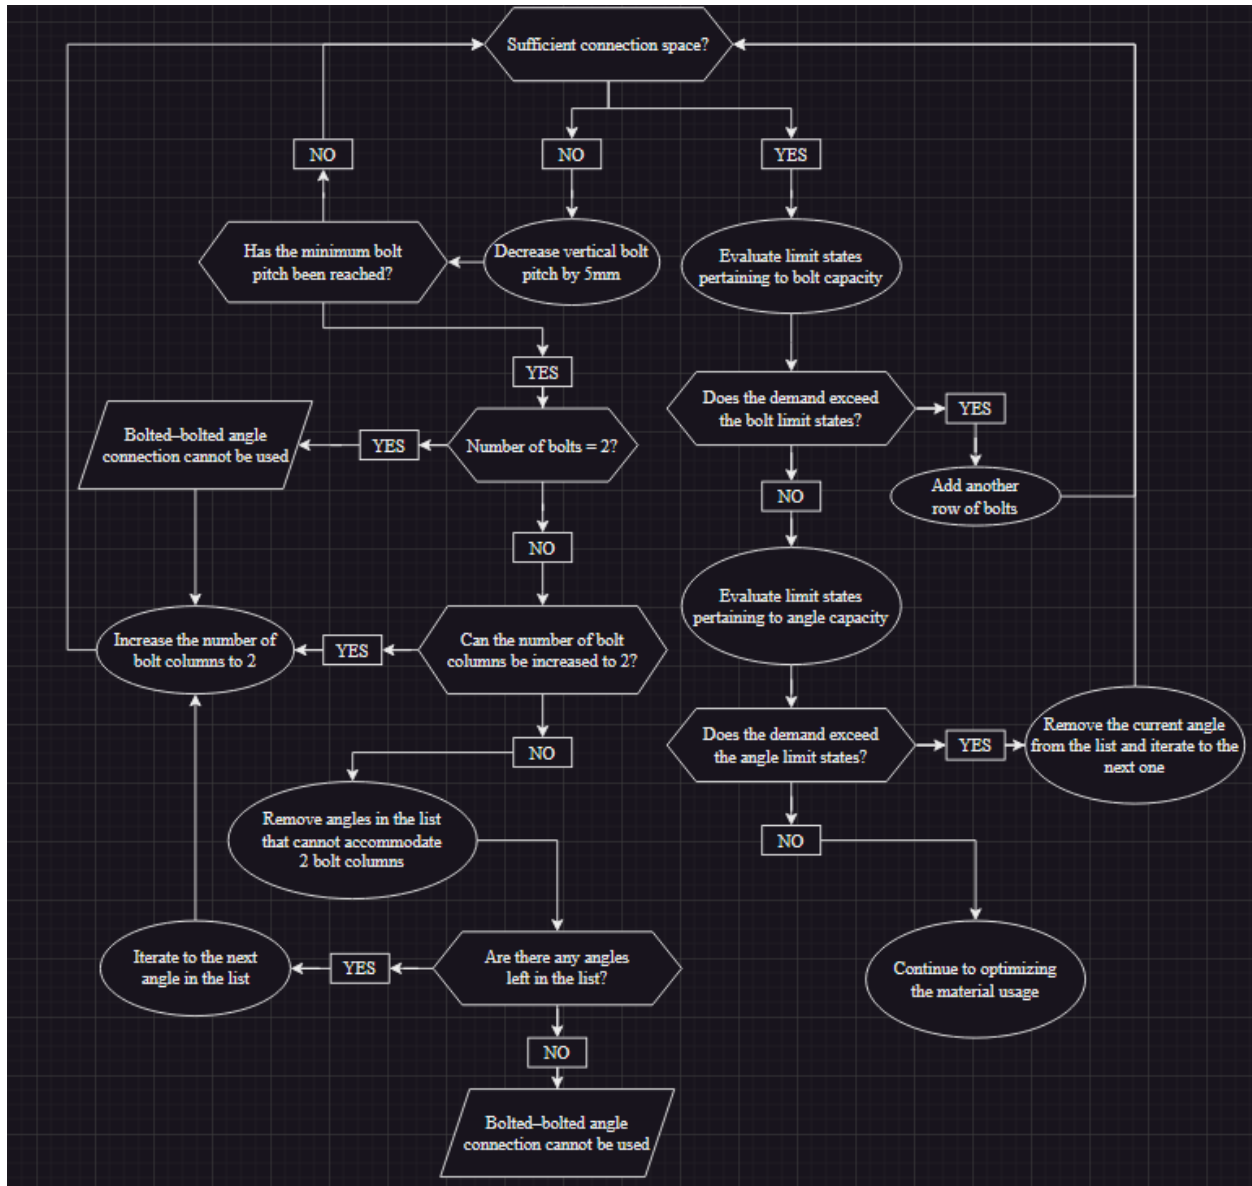 Sufficient connection space?
NO
NO
YES
Has the minimum bolt
pitch been reached?
Decrease vertical bolt
pitch by 5mm
Evaluate limit states
pertaining to bolt capacity
YES
Does the demand exceed
the bolt limit states?
YES
Bolted–bolted angle
connection cannot be used
YES
Number of bolts = 2?
NO
Add another
row of bolts
NO
Evaluate limit states
pertaining to angle capacity
Increase the number of
bolt columns to 2
YES
Can the number of bolt
columns be increased to 2?
NO
Does the demand exceed
the angle limit states?
YES
Remove the current angle
from the list and iterate to the
next one
Remove angles in the list
that cannot accommodate
2 bolt columns
NO
Iterate to the next
angle in the list
YES
Are there any angles
left in the list?
Continue to optimizing
the material usage
NO
Bolted–bolted angle
connection cannot be used